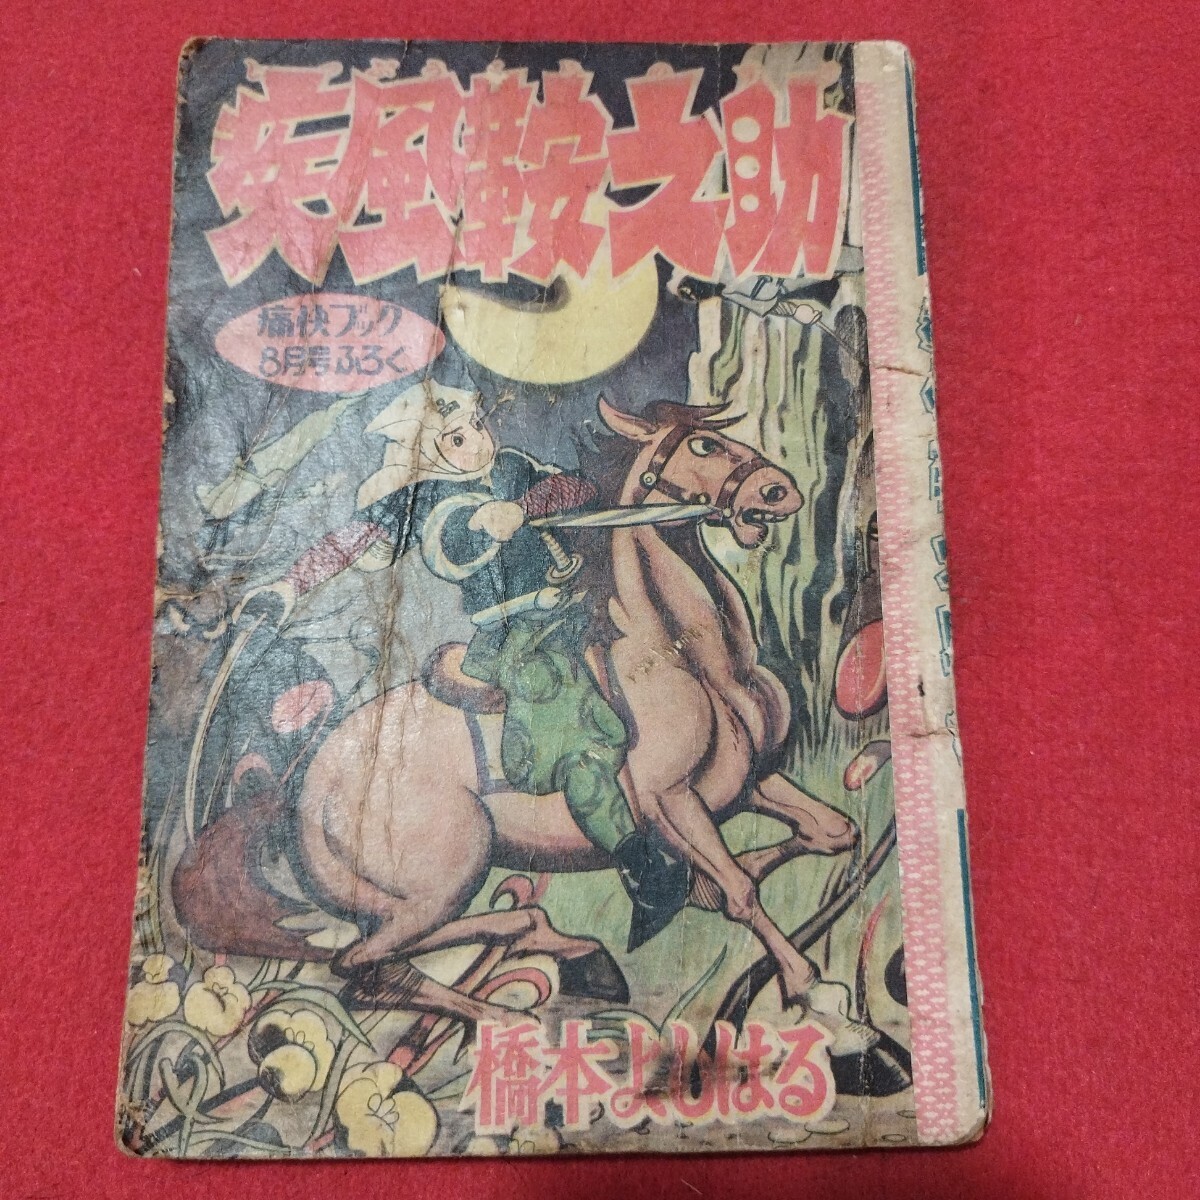 疾風鞍之助
痛快ブック
8月号ふろく
橋本よしはる